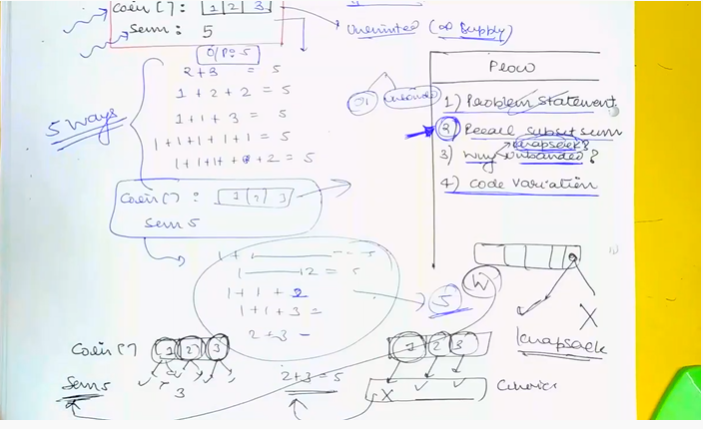 Coin []: 1 2 3
Sum: 5
Unlimited (∞ Supply)
O/P: 5
2 + 3 = 5
1 + 2 + 2 = 5
1 + 1 + 3 = 5
1+1+1+1+1 = 5
1+1+1+ +2 = 5
5 ways
Flow
1) Problem Statement
2) Recall Subset sum
knapsack?
3) Why Unbounded?
4) Code Variation
01 Unbounded
Coin []: 1 2 3
Sum 5
1 + 1
1 12 = 5
1 + 1 + 2
1 + 1 + 3 =
2 + 3 -
5
W
X
knapsack
Coin [] 1 2 3
Sum 5
3
2+3 = 5
1 2 3
X ✓ ✓
Choice